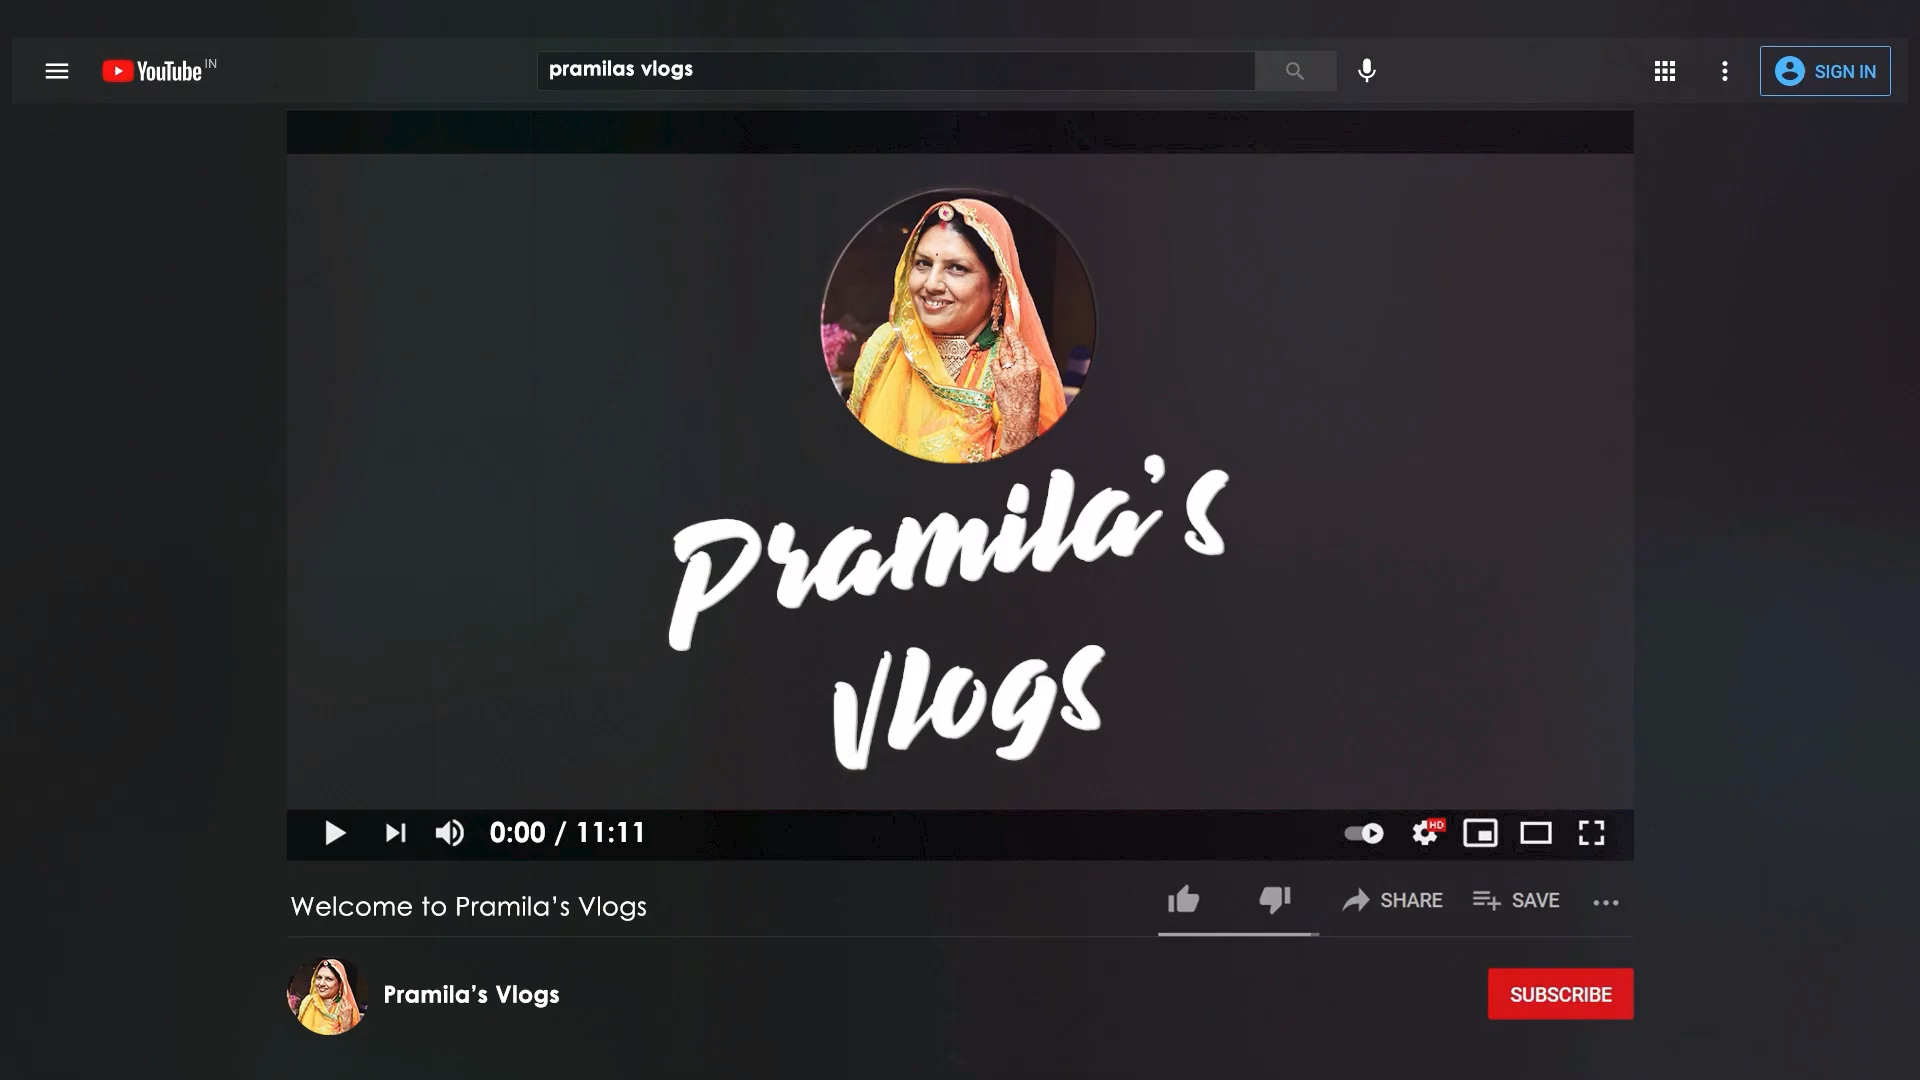 YouTube IN
pramilas vlogs
SIGN IN
Pramila's
Vlogs
0:00 / 11:11
HD
Welcome to Pramila's Vlogs
SHARE
SAVE
Pramila's Vlogs
SUBSCRIBE